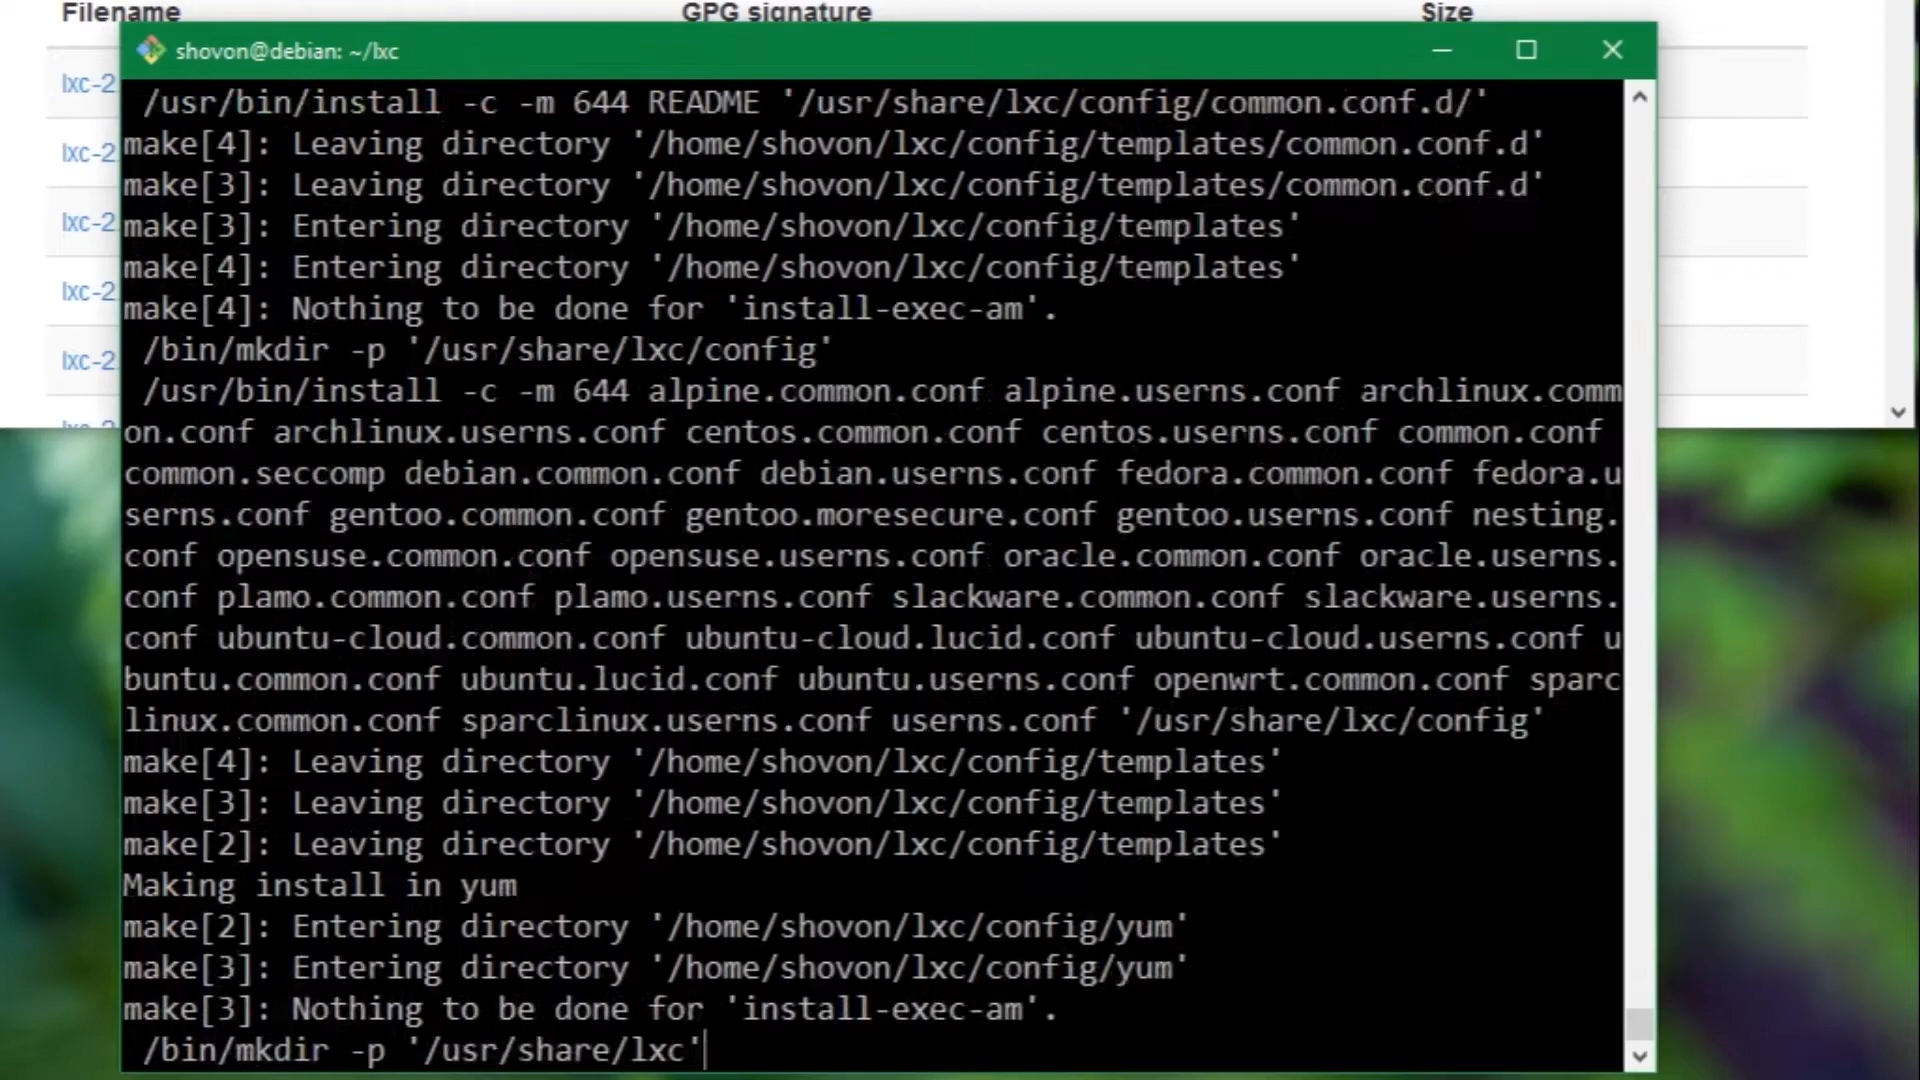 Filename GPG signature Size
shovon@debian: ~/lxc
lxc-2
lxc-2
lxc-2
lxc-2
lxc-2
/usr/bin/install -c -m 644 README '/usr/share/lxc/config/common.conf.d/'
make[4]: Leaving directory '/home/shovon/lxc/config/templates/common.conf.d'
make[3]: Leaving directory '/home/shovon/lxc/config/templates/common.conf.d'
make[3]: Entering directory '/home/shovon/lxc/config/templates'
make[4]: Entering directory '/home/shovon/lxc/config/templates'
make[4]: Nothing to be done for 'install-exec-am'.
/bin/mkdir -p '/usr/share/lxc/config'
/usr/bin/install -c -m 644 alpine.common.conf alpine.userns.conf archlinux.comm
on.conf archlinux.userns.conf centos.common.conf centos.userns.conf common.conf
common.seccomp debian.common.conf debian.userns.conf fedora.common.conf fedora.u
serns.conf gentoo.common.conf gentoo.moresecure.conf gentoo.userns.conf nesting.
conf opensuse.common.conf opensuse.userns.conf oracle.common.conf oracle.userns.
conf plamo.common.conf plamo.userns.conf slackware.common.conf slackware.userns.
conf ubuntu-cloud.common.conf ubuntu-cloud.lucid.conf ubuntu-cloud.userns.conf u
buntu.common.conf ubuntu.lucid.conf ubuntu.userns.conf openwrt.common.conf sparc
linux.common.conf sparclinux.userns.conf userns.conf '/usr/share/lxc/config'
make[4]: Leaving directory '/home/shovon/lxc/config/templates'
make[3]: Leaving directory '/home/shovon/lxc/config/templates'
make[2]: Leaving directory '/home/shovon/lxc/config/templates'
Making install in yum
make[2]: Entering directory '/home/shovon/lxc/config/yum'
make[3]: Entering directory '/home/shovon/lxc/config/yum'
make[3]: Nothing to be done for 'install-exec-am'.
/bin/mkdir -p '/usr/share/lxc'